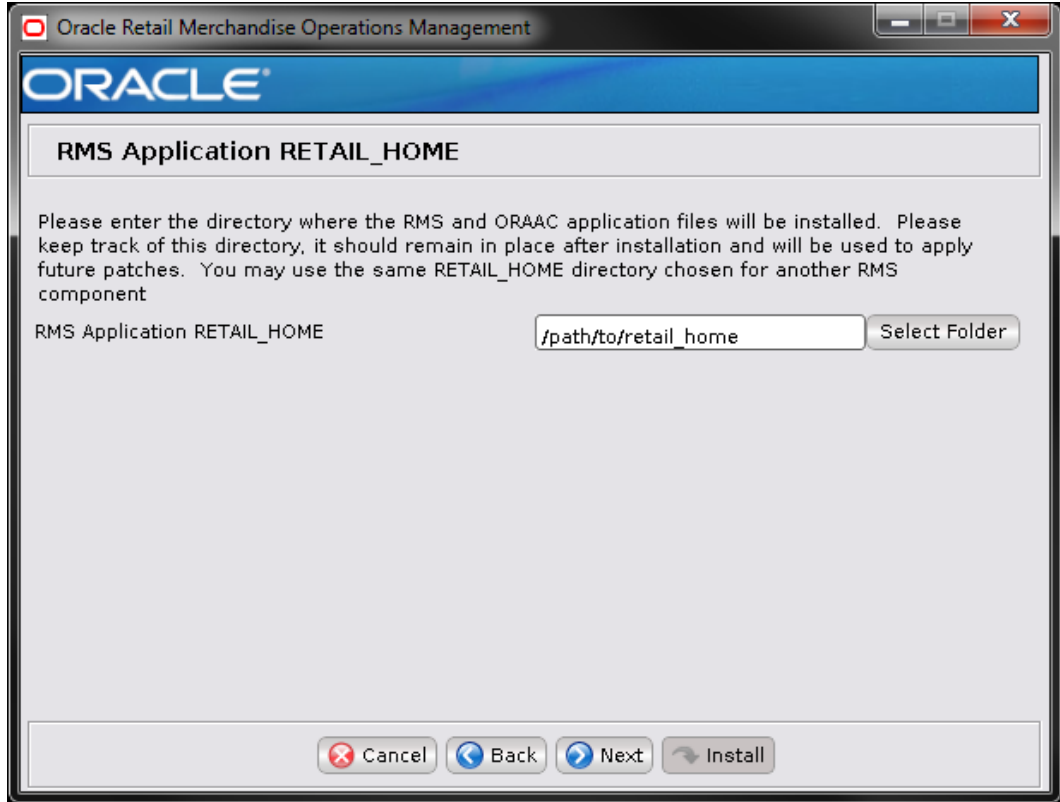 Oracle Retail Merchandise Operations Management
ORACLE
RMS Application RETAIL_HOME
Please enter the directory where the RMS and ORAAC application files will be installed.  Please
keep track of this directory, it should remain in place after installation and will be used to apply
future patches.  You may use the same RETAIL_HOME directory chosen for another RMS
component
RMS Application RETAIL_HOME /path/to/retail_home Select Folder
Cancel Back Next Install